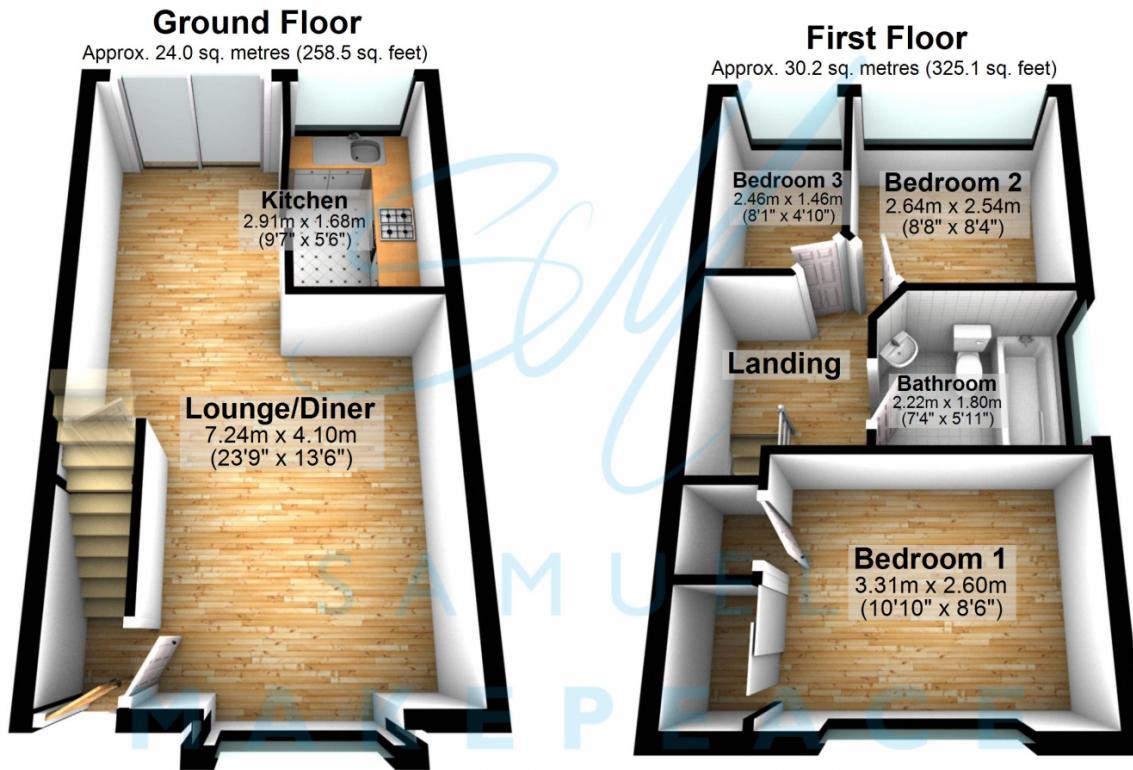 Ground Floor
Approx. 24.0 sq. metres (258.5 sq. feet)
Kitchen
2.91m x 1.68m
(9'7" x 5'6")
Lounge/Diner
7.24m x 4.10m
(23'9" x 13'6")
First Floor
Approx. 30.2 sq. metres (325.1 sq. feet)
Bedroom 3
2.46m x 1.46m
(8'1" x 4'10")
Bedroom 2
2.64m x 2.54m
(8'8" x 8'4")
Landing
Bathroom
2.22m x 1.80m
(7'4" x 5'11")
Bedroom 1
3.31m x 2.60m
(10'10" x 8'6")
SM
SAMUEL
MAKEPEACE